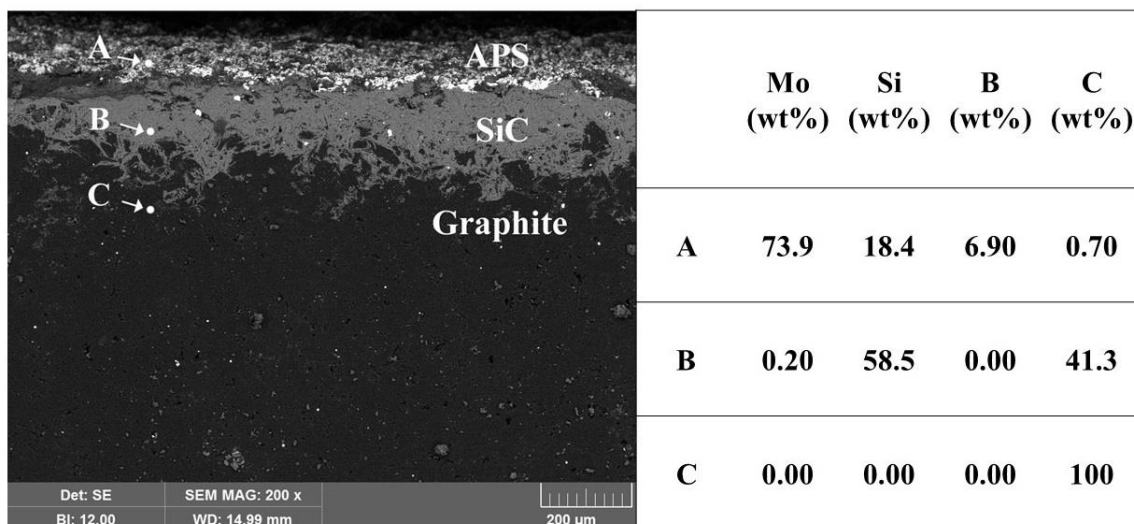 A
APS
B
SiC
C
Graphite
Det: SE SEM MAG: 200 x
BI: 12.00 WD: 14.99 mm 200 µm
Mo Si B C
(wt%) (wt%) (wt%) (wt%)
A 73.9 18.4 6.90 0.70
B 0.20 58.5 0.00 41.3
C 0.00 0.00 0.00 100